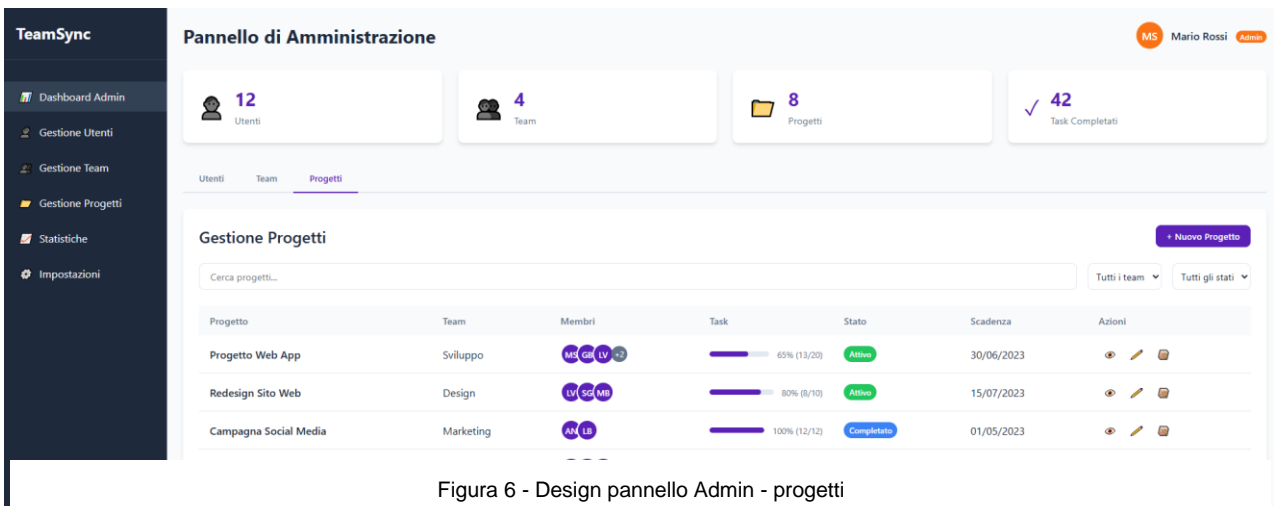 TeamSync
Pannello di Amministrazione
MS Mario Rossi Admin
Dashboard Admin
Gestione Utenti
Gestione Team
Gestione Progetti
Statistiche
Impostazioni
12
Utenti
4
Team
8
Progetti
42
Task Completati
Utenti Team Progetti
Gestione Progetti
+ Nuovo Progetto
Cerca progetti...
Tutti i team Tutti gli stati
Progetto Team Membri Task Stato Scadenza Azioni
Progetto Web App Sviluppo MS GB LV +2 65% (13/20) Attivo 30/06/2023
Redesign Sito Web Design LV SG MB 80% (8/10) Attivo 15/07/2023
Campagna Social Media Marketing AN LB 100% (12/12) Completato 01/05/2023
Figura 6 - Design pannello Admin - progetti